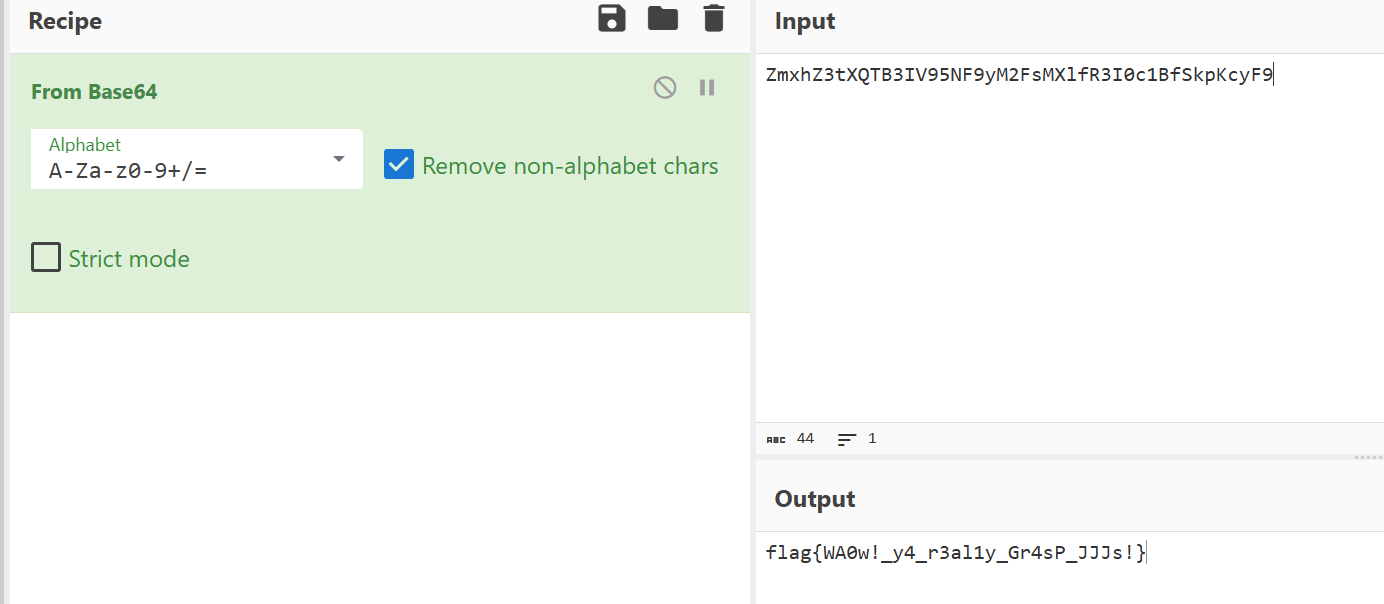 Recipe
From Base64
Alphabet
A-Za-z0-9+/=
Remove non-alphabet chars
Strict mode
Input
ZmxhZ3tXQTB3IV95NF9yM2FsMXlfR3I0c1BfSkpKcyF9
ABC 44 1
Output
flag{WA0w!_y4_r3al1y_Gr4sP_JJJs!}